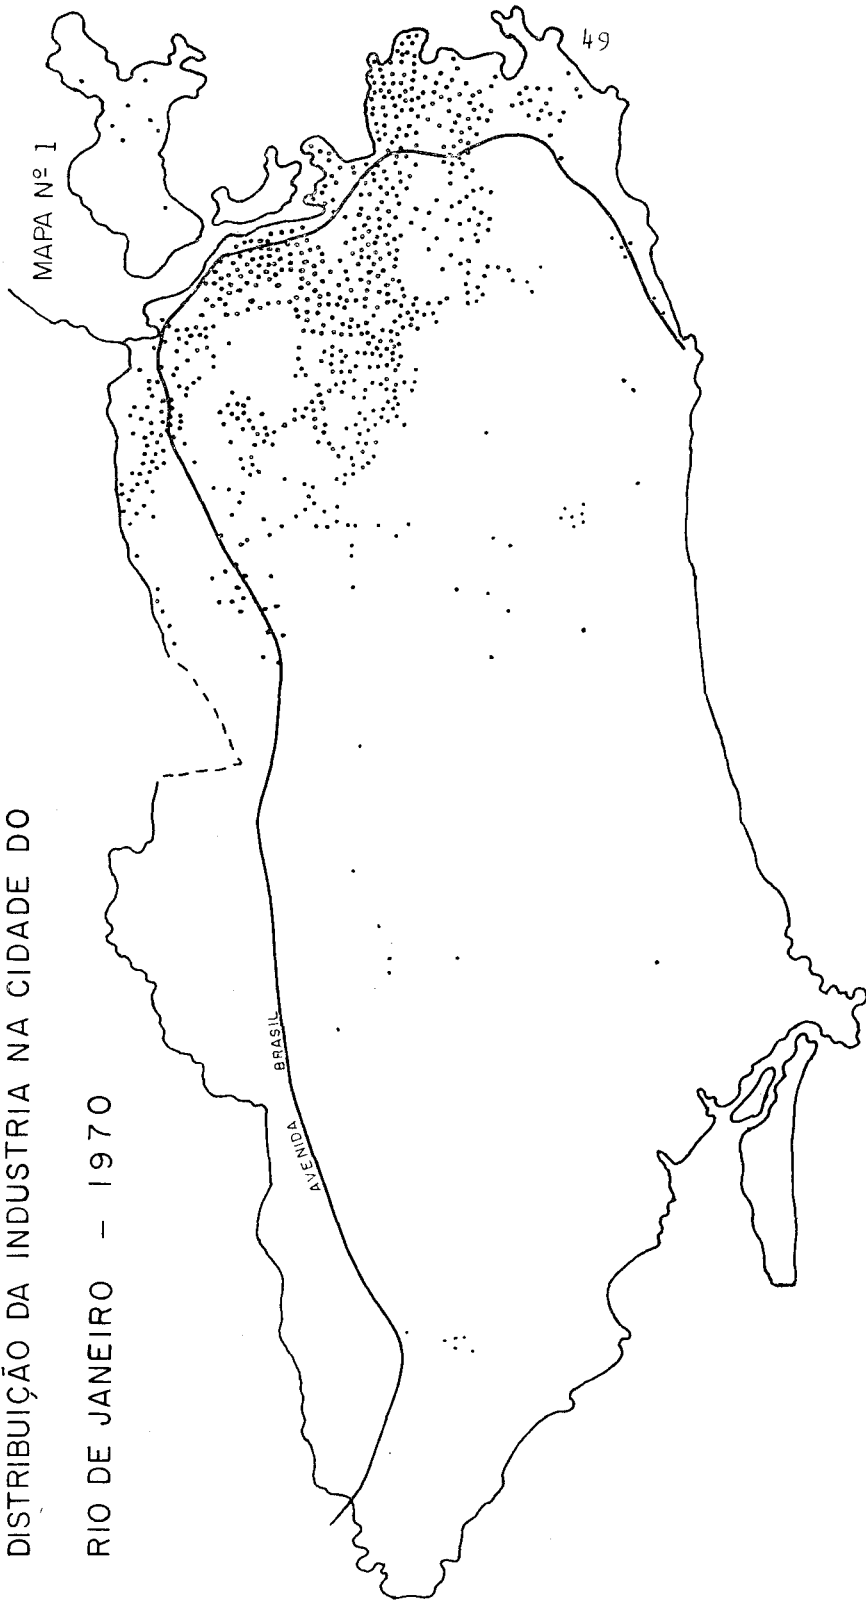 DISTRIBUIÇÃO DA INDUSTRIA NA CIDADE DO
RIO DE JANEIRO - 1970
MAPA Nº 1
49
AVENIDA BRASIL